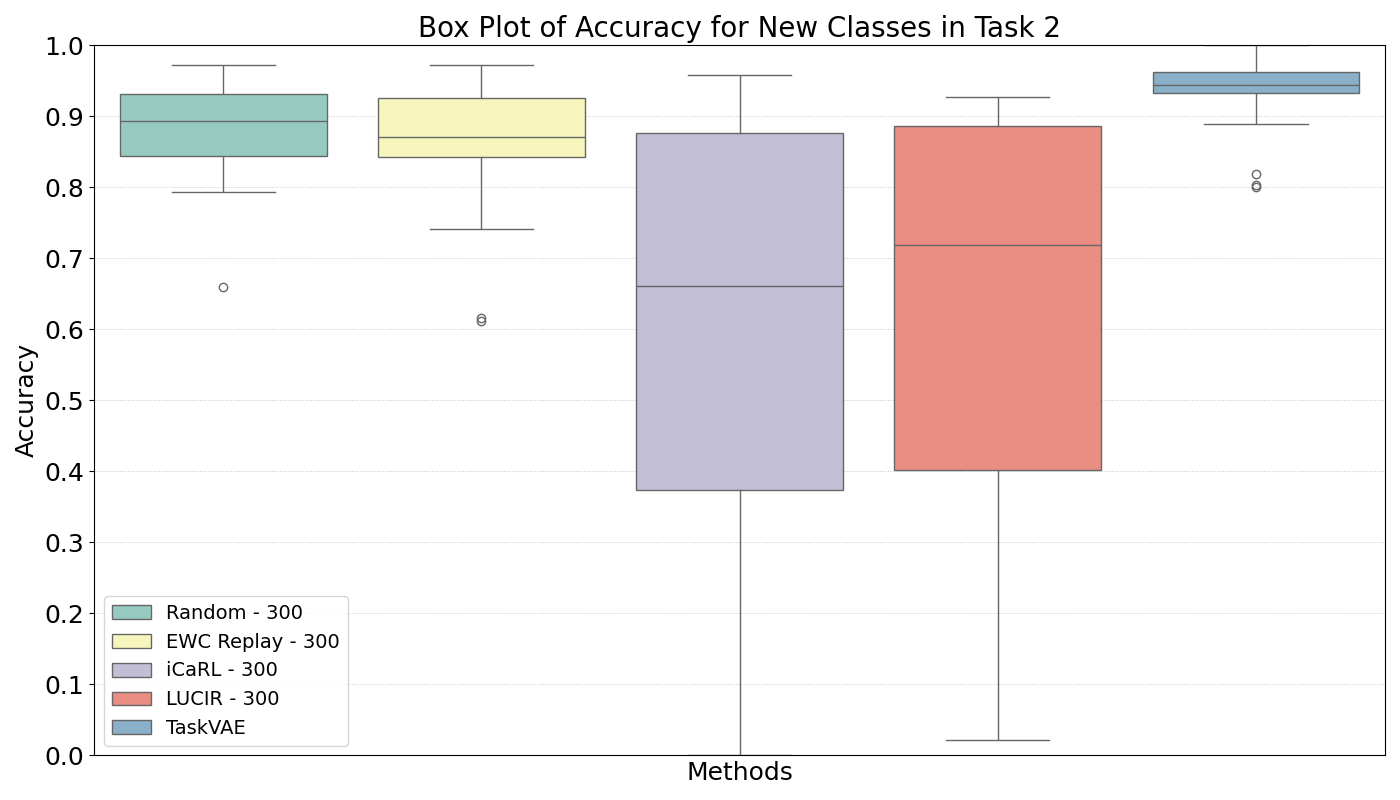 Box Plot of Accuracy for New Classes in Task 2
1.0
0.9
0.8
0.7
0.6
0.5
0.4
0.3
0.2
0.1
0.0
Accuracy
Random - 300
EWC Replay - 300
iCaRL - 300
LUCIR - 300
TaskVAE
Methods